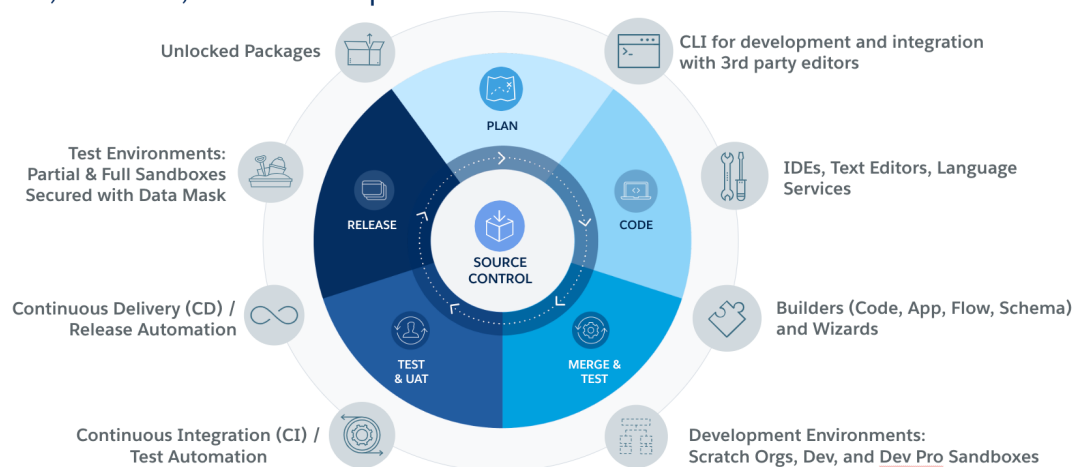 Unlocked Packages
CLI for development and integration
with 3rd party editors
PLAN
Test Environments:
Partial & Full Sandboxes
Secured with Data Mask
IDEs, Text Editors, Language
Services
RELEASE
CODE
SOURCE
CONTROL
Continuous Delivery (CD) /
Release Automation
Builders (Code, App, Flow, Schema)
and Wizards
TEST
& UAT
MERGE &
TEST
Continuous Integration (CI) /
Test Automation
Development Environments:
Scratch Orgs, Dev, and Dev Pro Sandboxes